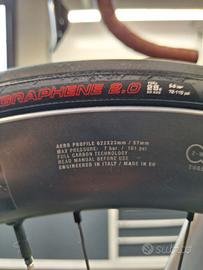 GRAPHENE 2.0
AERO PROFILE 622X23mm / 57mm
MAX PRESSURE: 7 bar / 101 psi
FULL CARBON TECHNOLOGY
READ MANUAL BEFORE USE
ENGINEERED IN ITALY / MADE IN EU
Subito